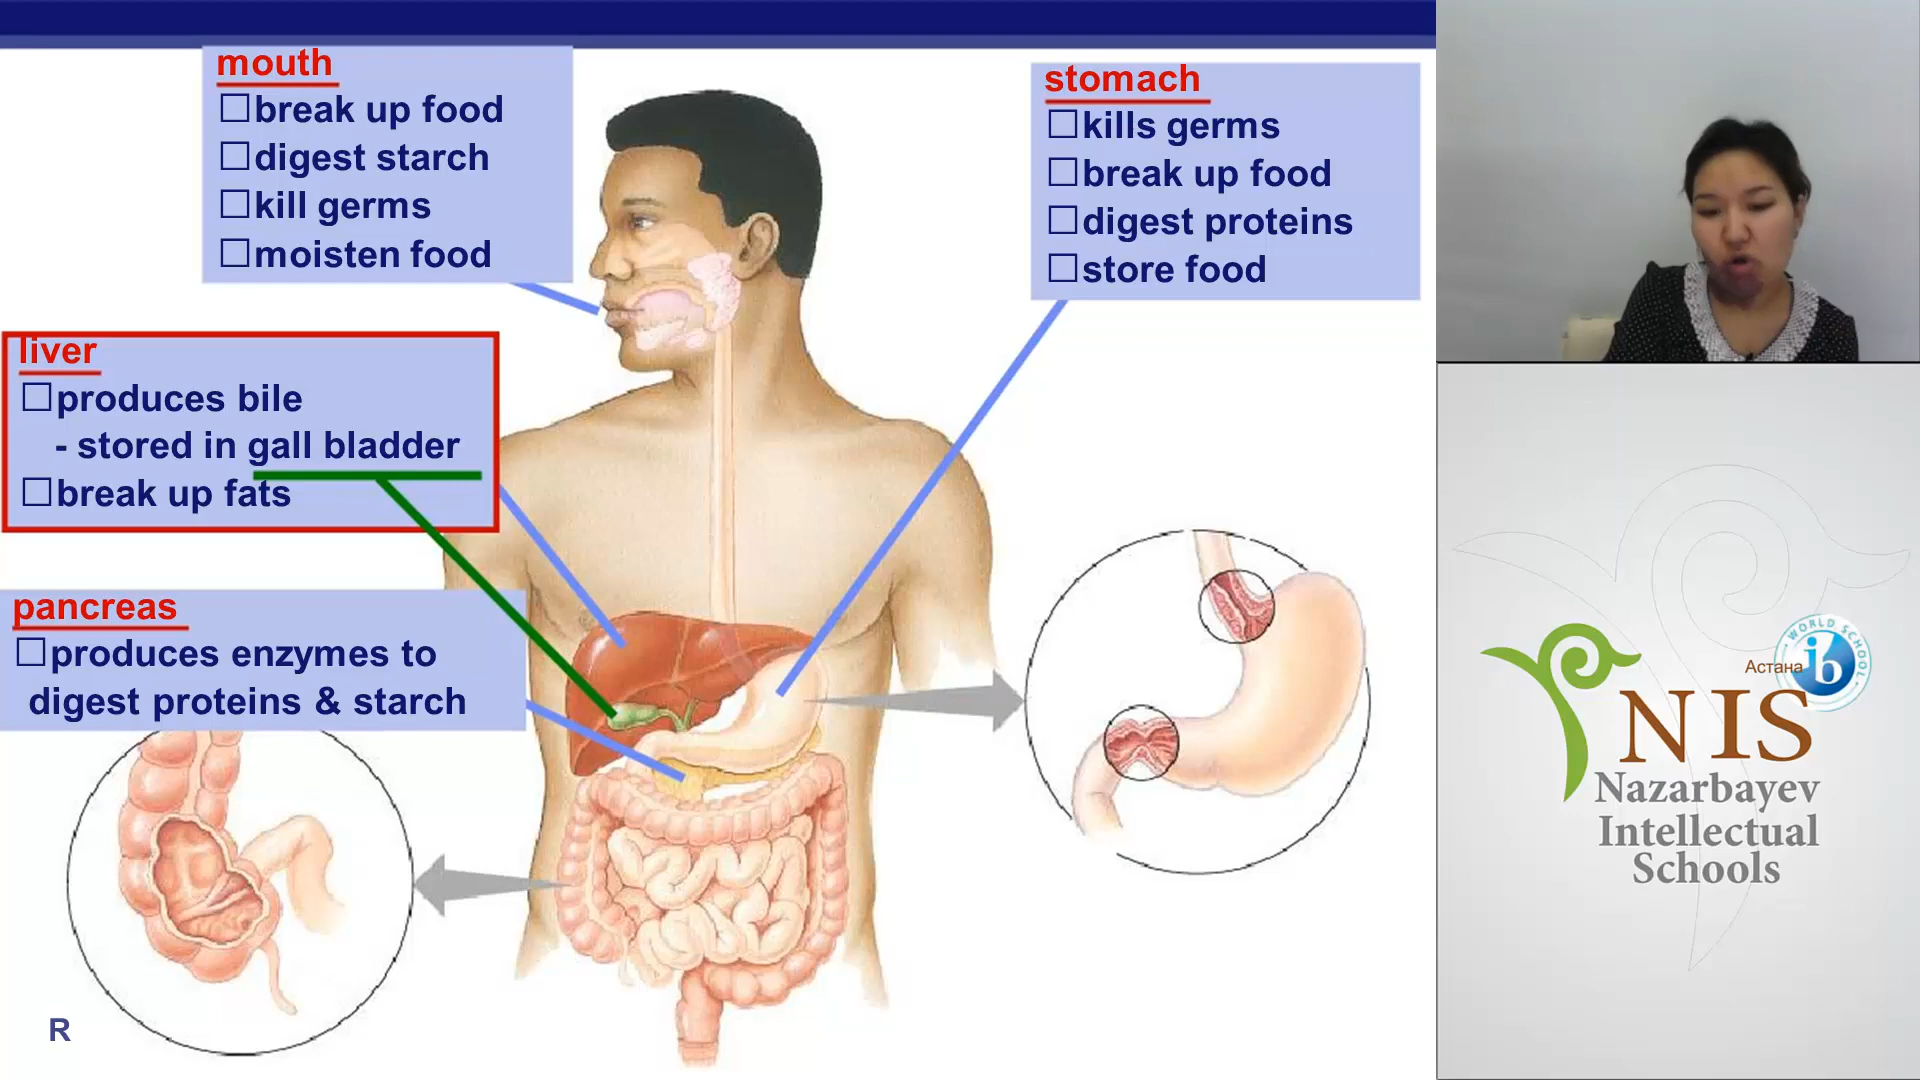 mouth
☐break up food
☐digest starch
☐kill germs
☐moisten food
stomach
☐kills germs
☐break up food
☐digest proteins
☐store food
liver
☐produces bile
- stored in gall bladder
☐break up fats
pancreas
☐produces enzymes to
digest proteins & starch
R
WORLD SCHOOL
ib
Астана
NIS
Nazarbayev
Intellectual
Schools